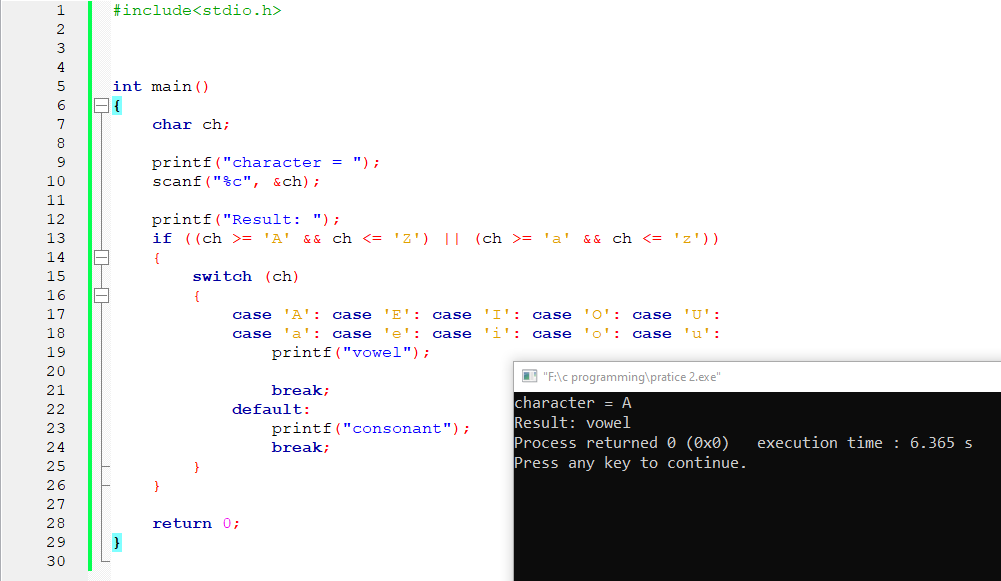 1 #include<stdio.h>
2
3
4
5 int main()
6 {
7 char ch;
8
9 printf("character = ");
10 scanf("%c", &ch);
11
12 printf("Result: ");
13 if ((ch >= 'A' && ch <= 'Z') || (ch >= 'a' && ch <= 'z'))
14 {
15 switch (ch)
16 {
17 case 'A': case 'E': case 'I': case 'O': case 'U':
18 case 'a': case 'e': case 'i': case 'o': case 'u':
19 printf("vowel");
20
21 break;
22 default:
23 printf("consonant");
24 break;
25 }
26 }
27
28 return 0;
29 }
30
"F:\c programming\pratice 2.exe"
character = A
Result: vowel
Process returned 0 (0x0)   execution time : 6.365 s
Press any key to continue.